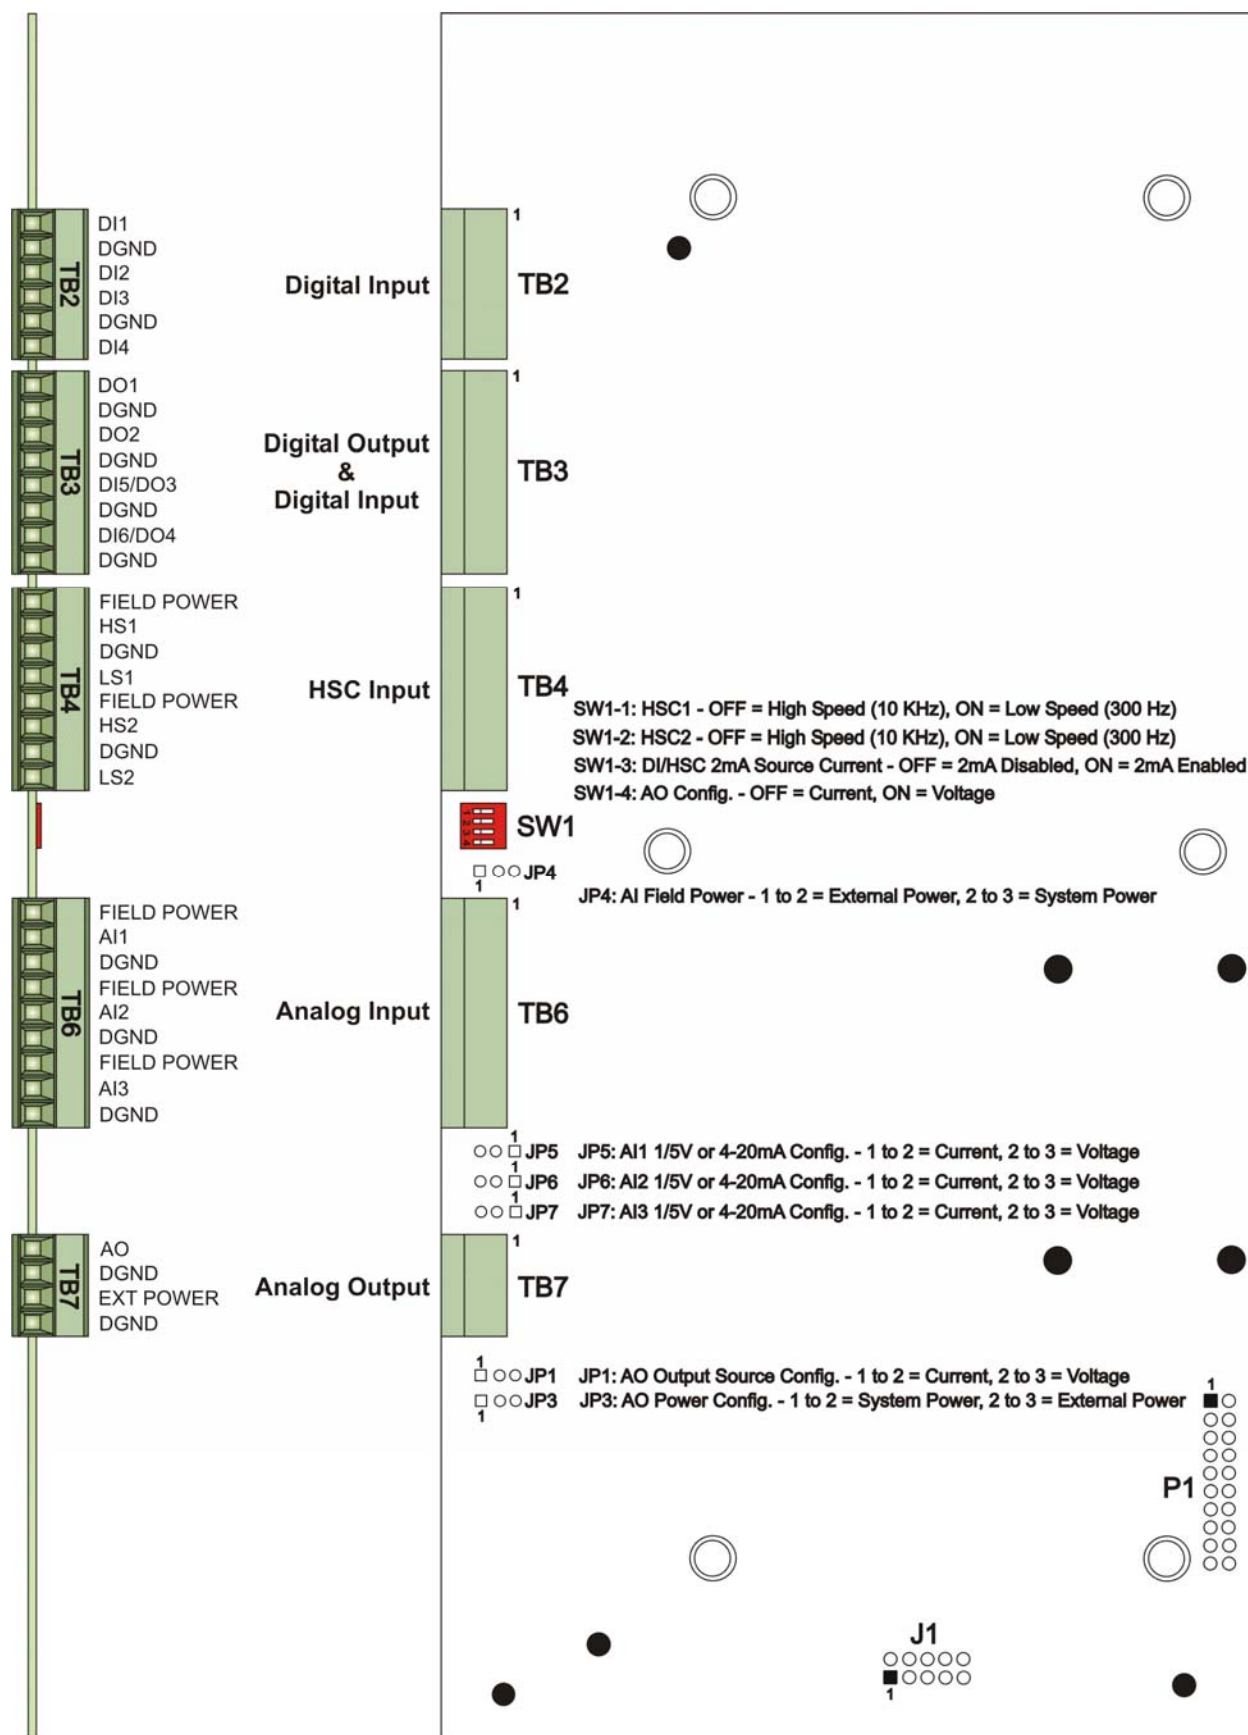 DI1
DGND
DI2
DI3
DGND
DI4
TB2
Digital Input
1
TB2
DO1
DGND
DO2
DGND
DI5/DO3
DGND
DI6/DO4
DGND
TB3
Digital Output
&
Digital Input
1
TB3
FIELD POWER
HS1
DGND
LS1
FIELD POWER
HS2
DGND
LS2
TB4
HSC Input
1
TB4
SW1-1: HSC1 - OFF = High Speed (10 KHz), ON = Low Speed (300 Hz)
SW1-2: HSC2 - OFF = High Speed (10 KHz), ON = Low Speed (300 Hz)
SW1-3: DI/HSC 2mA Source Current - OFF = 2mA Disabled, ON = 2mA Enabled
SW1-4: AO Config. - OFF = Current, ON = Voltage
1
2
3
4
SW1
JP4
1
JP4: AI Field Power - 1 to 2 = External Power, 2 to 3 = System Power
FIELD POWER
AI1
DGND
FIELD POWER
AI2
DGND
FIELD POWER
AI3
DGND
TB6
Analog Input
1
TB6
1
JP5 JP5: AI1 1/5V or 4-20mA Config. - 1 to 2 = Current, 2 to 3 = Voltage
1
JP6 JP6: AI2 1/5V or 4-20mA Config. - 1 to 2 = Current, 2 to 3 = Voltage
1
JP7 JP7: AI3 1/5V or 4-20mA Config. - 1 to 2 = Current, 2 to 3 = Voltage
AO
DGND
EXT POWER
DGND
TB7
Analog Output
1
TB7
1
JP1 JP1: AO Output Source Config. - 1 to 2 = Current, 2 to 3 = Voltage
JP3 JP3: AO Power Config. - 1 to 2 = System Power, 2 to 3 = External Power
1
1
P1
J1
1